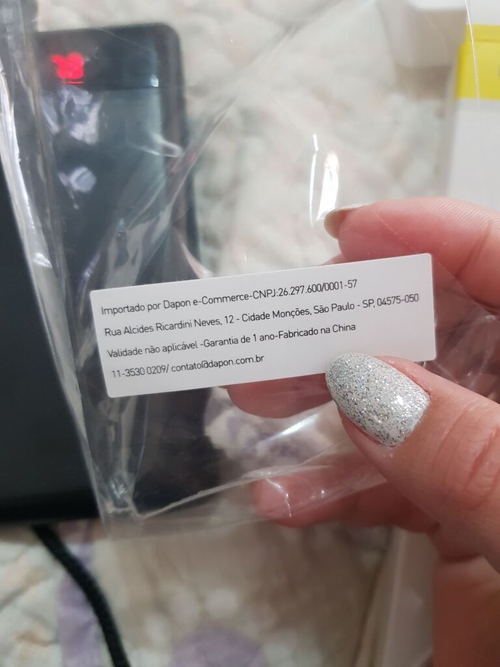 Importado por Dapon e-Commerce-CNPJ:26.297.600/0001-57
Rua Alcides Ricardini Neves, 12 - Cidade Monções, São Paulo - SP, 04575-050
Validade não aplicável -Garantia de 1 ano-Fabricado na China
11-3530 0209/ contato@dapon.com.br